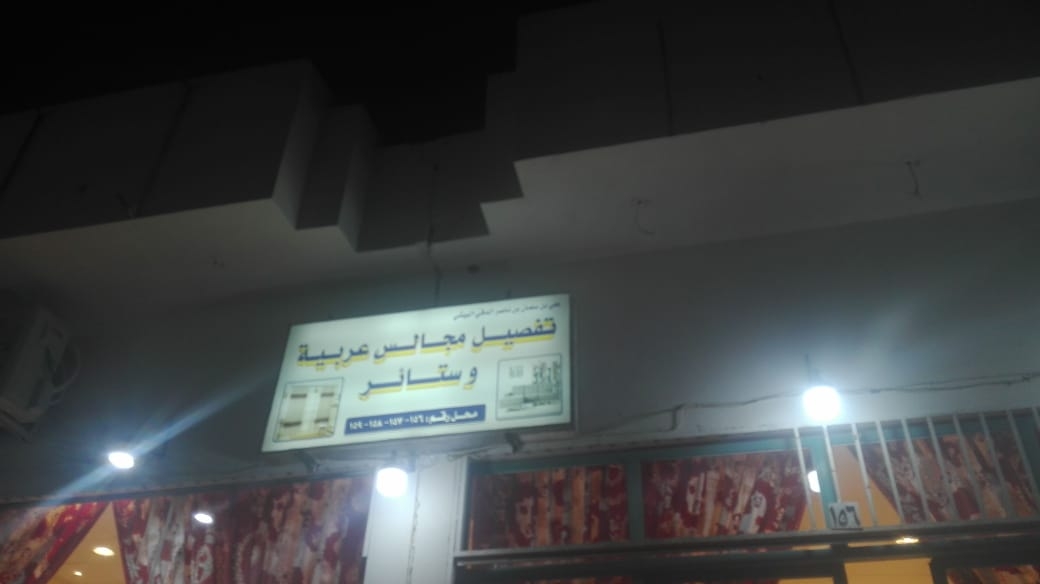 تفصيل مجالس عربية
وستائر
محل رقم: ١٥٦ - ١٥٧ - ١٥٨ - ١٥٩
١٥٦